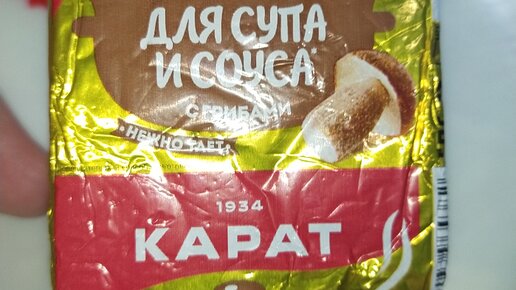 ДЛЯ СУПА
И СОУСА*
С ГРИБАМИ
• НЕЖНО ТАЕТ •
1934
КАРАТ